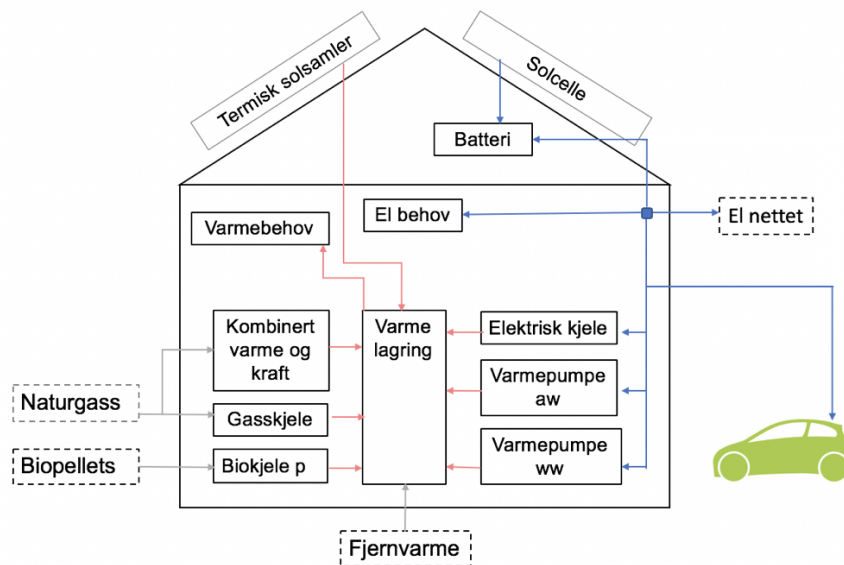 Termisk solsamler
Solcelle
Batteri
El behov
El nettet
Varmebehov
Kombinert
varme og
kraft
Varme
lagring
Elektrisk kjele
Varmepumpe
aw
Naturgass
Gasskjele
Varmepumpe
ww
Biopellets
Biokjele p
Fjernvarme